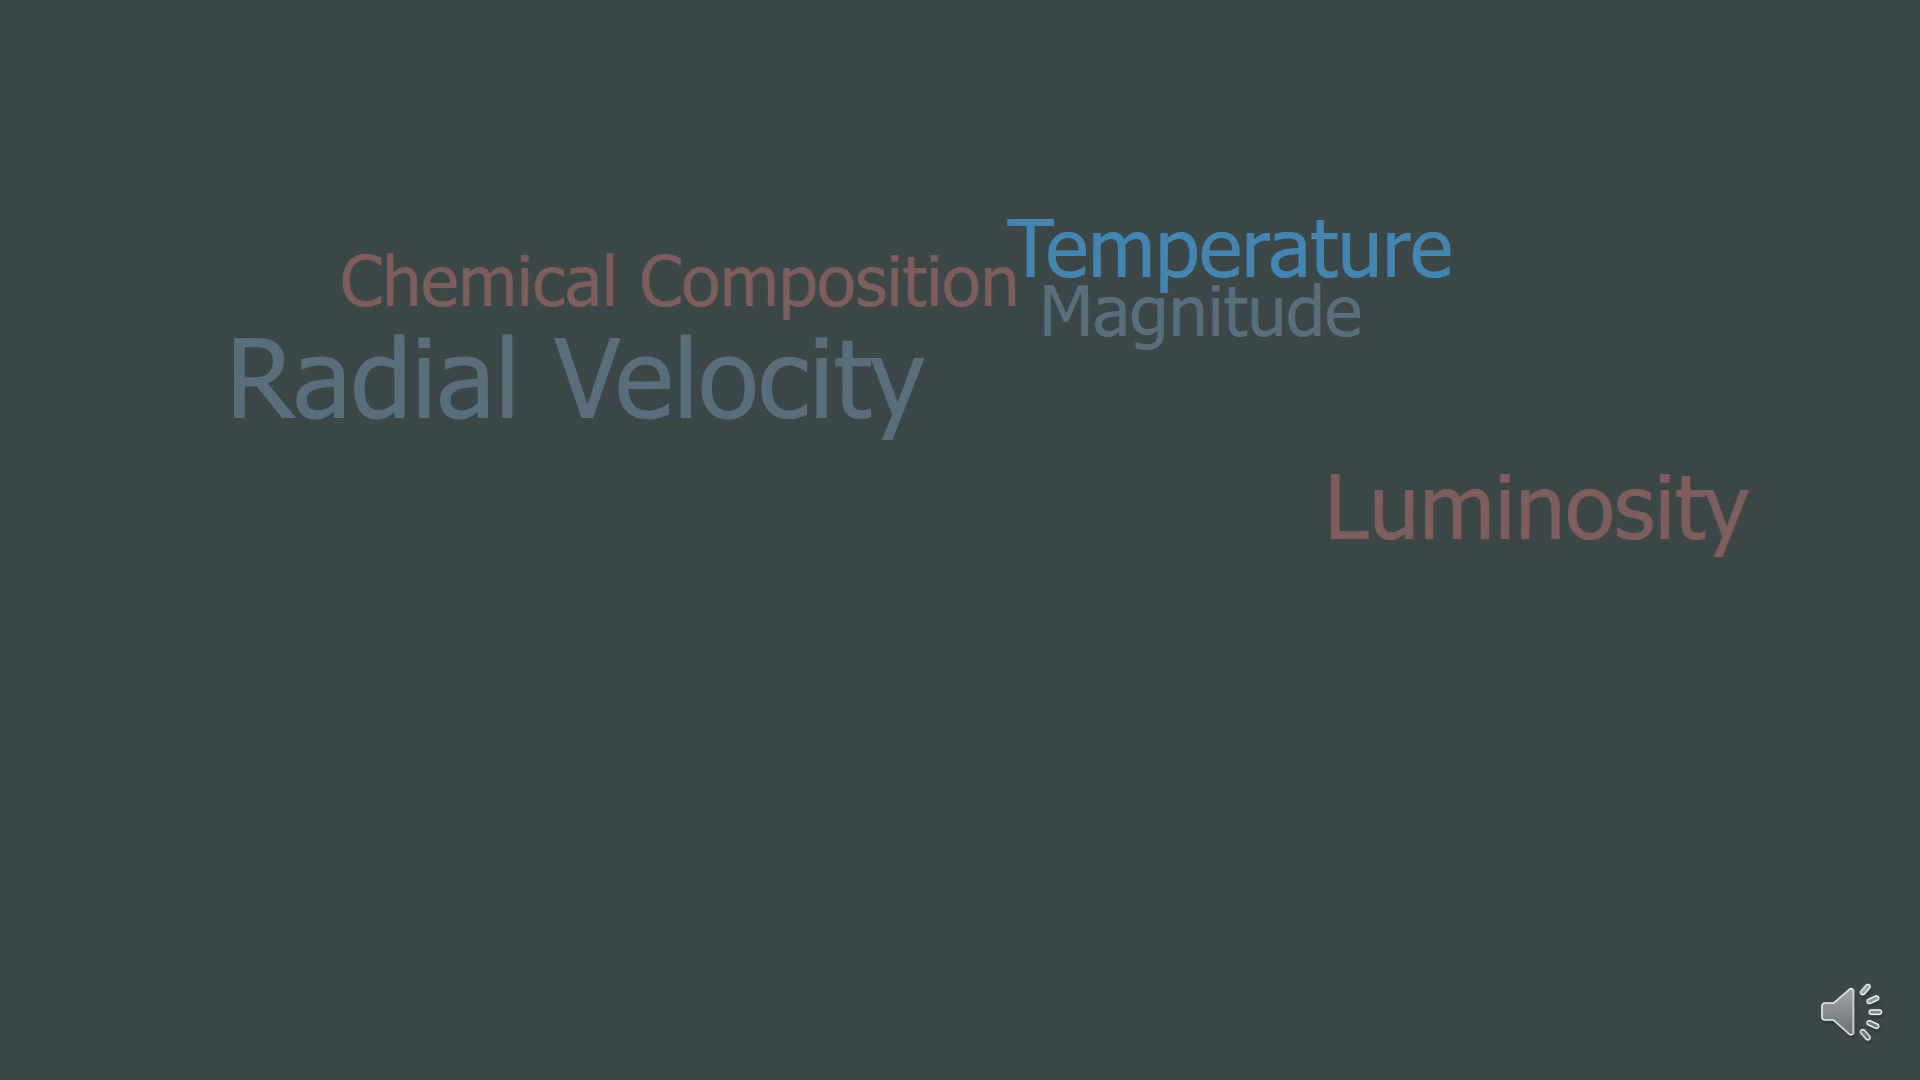 Temperature
Chemical Composition
Magnitude
Radial Velocity
Luminosity